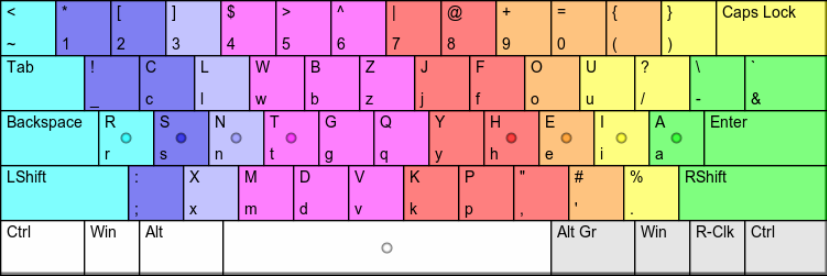 < * [ ] $ > ^ | @ + = { } Caps Lock
~ 1 2 3 4 5 6 7 8 9 0 ( )
Tab ! C L W B Z J F O U ? \ `
_ c l w b z j f o u / - &
Backspace R S N T G Q Y H E I A Enter
r s n t g q y h e i a
LShift : X M D V K P " # % RShift
; x m d v k p , ' .
Ctrl Win Alt Alt Gr Win R-Clk Ctrl